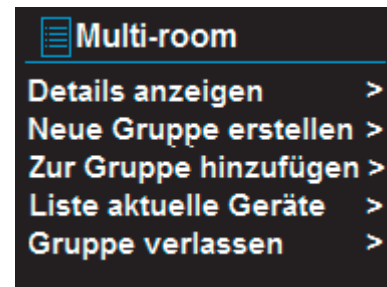 Multi-room
Details anzeigen >
Neue Gruppe erstellen >
Zur Gruppe hinzufügen >
Liste aktuelle Geräte >
Gruppe verlassen >